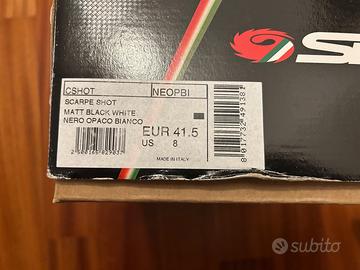 CSHOT NEOPBI
SCARPE SHOT
MATT BLACK WHITE
NERO OPACO BIANCO
EUR 41.5
US 8
MADE IN ITALY
8017732491381
subito